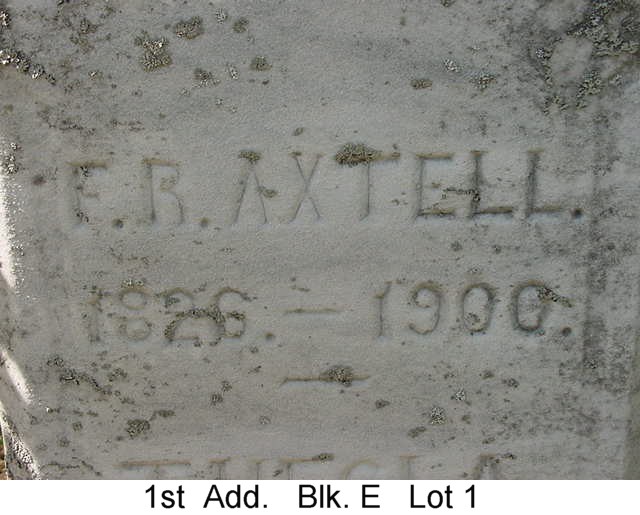 F. B. AXTELL.
1826. — 1900.
1st Add. Blk. E Lot 1